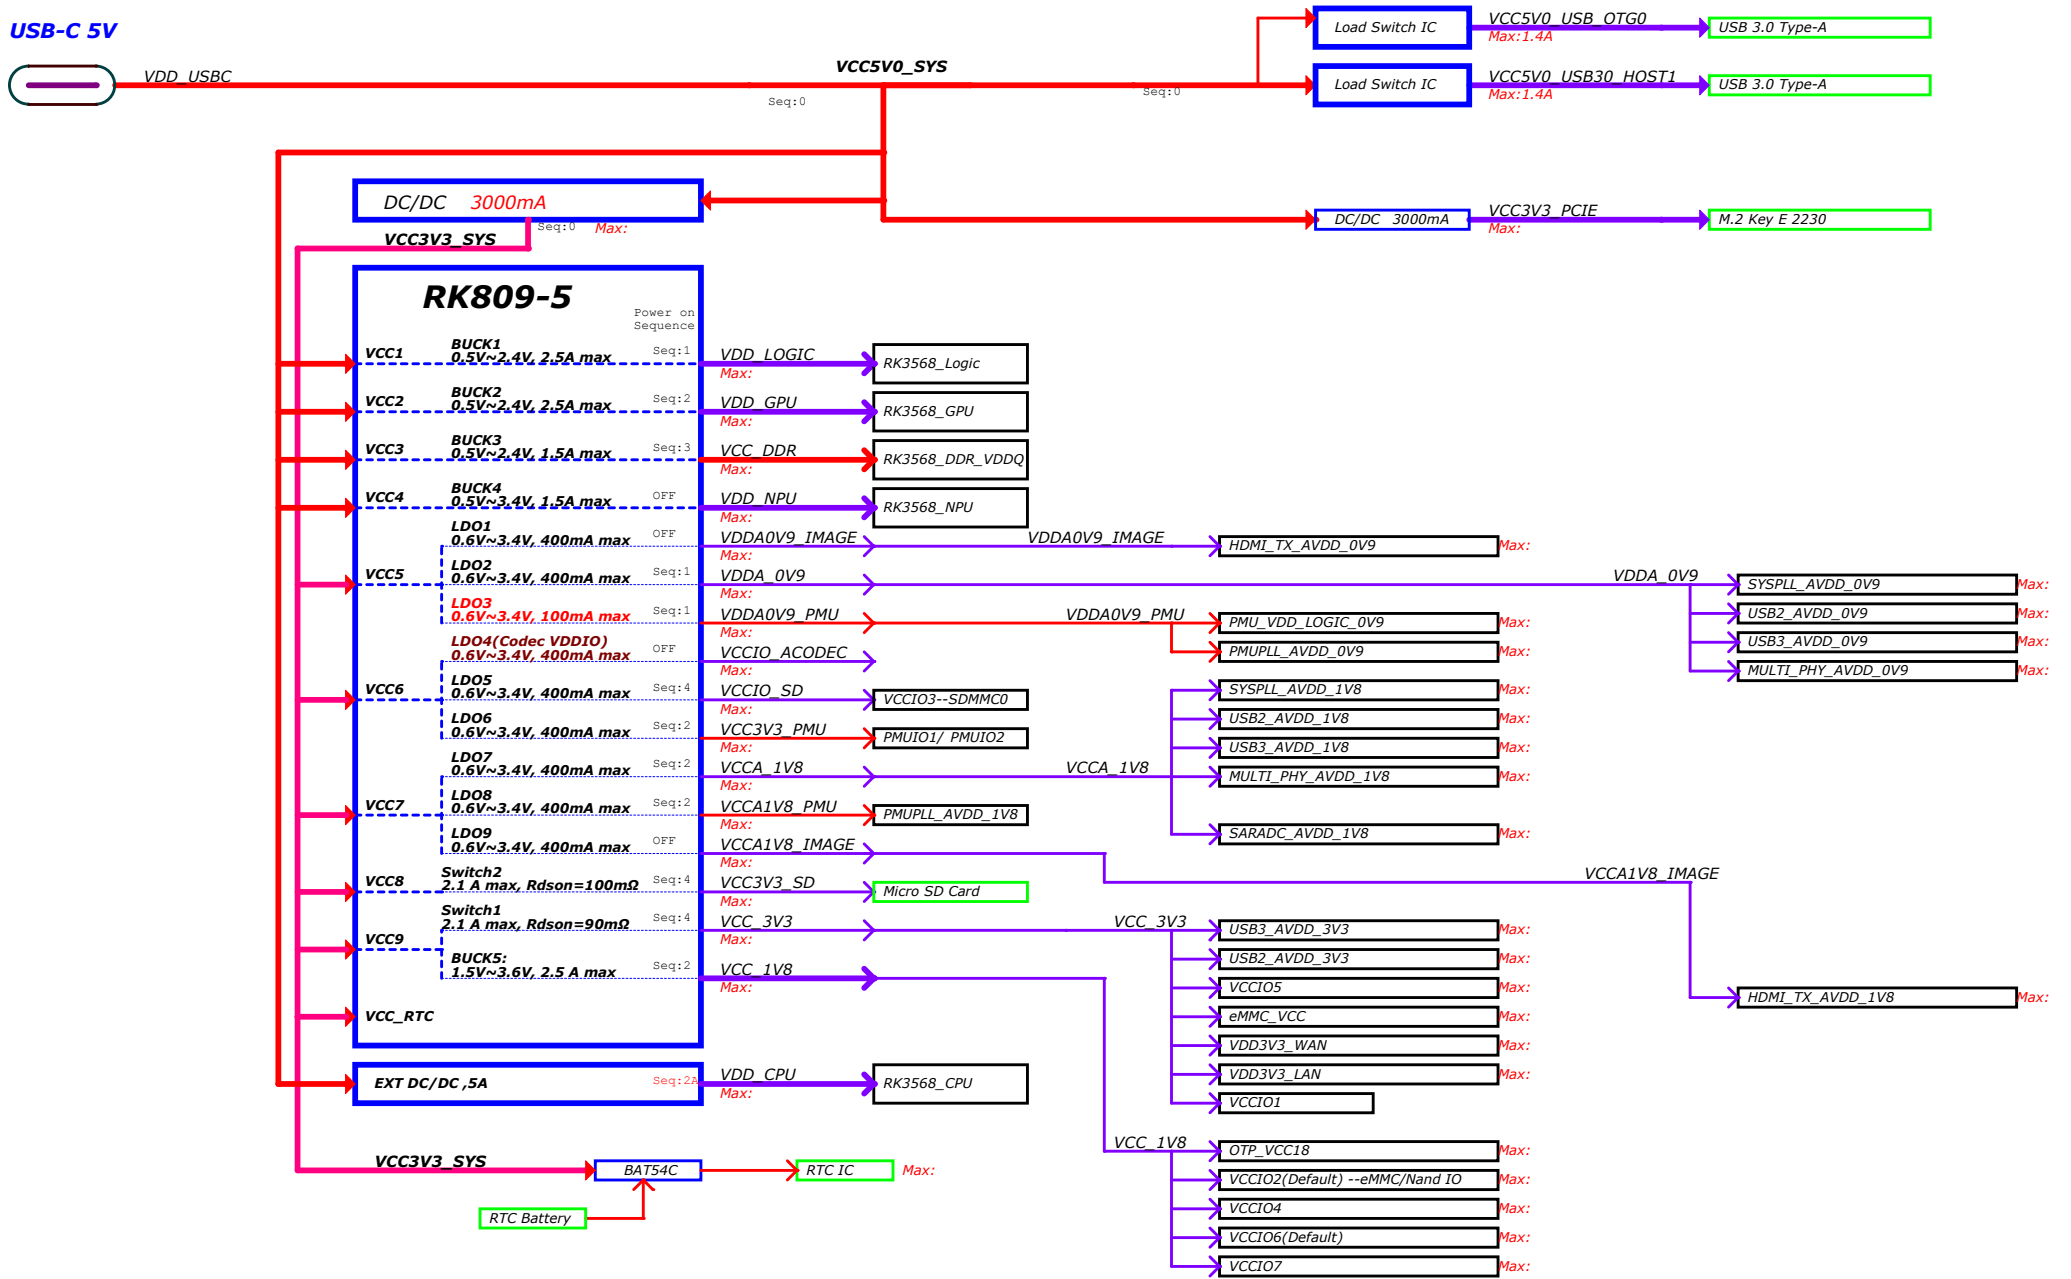 USB-C 5V
VDD_USBC
VCC5V0_SYS
Seq:0
Seq:0
Load Switch IC
VCC5V0_USB_OTG0
Max:1.4A
USB 3.0 Type-A
Load Switch IC
VCC5V0_USB30_HOST1
Max:1.4A
USB 3.0 Type-A
DC/DC 3000mA
Seq:0 Max:
VCC3V3_SYS
DC/DC 3000mA
VCC3V3_PCIE
Max:
M.2 Key E 2230
RK809-5
Power on
Sequence
VCC1
BUCK1
0.5V~2.4V, 2.5A max
Seq:1
VDD_LOGIC
Max:
RK3568_Logic
VCC2
BUCK2
0.5V~2.4V, 2.5A max
Seq:2
VDD_GPU
Max:
RK3568_GPU
VCC3
BUCK3
0.5V~2.4V, 1.5A max
Seq:3
VCC_DDR
Max:
RK3568_DDR_VDDQ
VCC4
BUCK4
0.5V~3.4V, 1.5A max
OFF
VDD_NPU
Max:
RK3568_NPU
LDO1
0.6V~3.4V, 400mA max
OFF
VDDA0V9_IMAGE
Max:
VDDA0V9_IMAGE
HDMI_TX_AVDD_0V9
Max:
VCC5
LDO2
0.6V~3.4V, 400mA max
Seq:1
VDDA_0V9
Max:
VDDA_0V9
SYSPLL_AVDD_0V9
Max:
USB2_AVDD_0V9
Max:
USB3_AVDD_0V9
Max:
MULTI_PHY_AVDD_0V9
Max:
LDO3
0.6V~3.4V, 100mA max
Seq:1
VDDA0V9_PMU
Max:
VDDA0V9_PMU
PMU_VDD_LOGIC_0V9
Max:
PMUPLL_AVDD_0V9
Max:
LDO4(Codec VDDIO)
0.6V~3.4V, 400mA max
OFF
VCCIO_ACODEC
Max:
VCC6
LDO5
0.6V~3.4V, 400mA max
Seq:4
VCCIO_SD
Max:
VCCIO3--SDMMC0
LDO6
0.6V~3.4V, 400mA max
Seq:2
VCC3V3_PMU
Max:
PMUIO1/ PMUIO2
LDO7
0.6V~3.4V, 400mA max
Seq:2
VCCA_1V8
Max:
VCCA_1V8
SYSPLL_AVDD_1V8
Max:
USB2_AVDD_1V8
Max:
USB3_AVDD_1V8
Max:
MULTI_PHY_AVDD_1V8
Max:
SARADC_AVDD_1V8
Max:
VCC7
LDO8
0.6V~3.4V, 400mA max
Seq:2
VCCA1V8_PMU
Max:
PMUPLL_AVDD_1V8
LDO9
0.6V~3.4V, 400mA max
OFF
VCCA1V8_IMAGE
Max:
VCCA1V8_IMAGE
HDMI_TX_AVDD_1V8
Max:
VCC8
Switch2
2.1 A max, Rdson=100mΩ
Seq:4
VCC3V3_SD
Max:
Micro SD Card
VCC9
Switch1
2.1 A max, Rdson=90mΩ
Seq:4
VCC_3V3
Max:
VCC_3V3
USB3_AVDD_3V3
Max:
USB2_AVDD_3V3
Max:
VCCIO5
Max:
eMMC_VCC
Max:
VDD3V3_WAN
Max:
VDD3V3_LAN
Max:
VCCIO1
BUCK5:
1.5V~3.6V, 2.5 A max
Seq:2
VCC_1V8
Max:
VCC_RTC
EXT DC/DC ,5A
Seq:2A
VDD_CPU
Max:
RK3568_CPU
VCC_1V8
OTP_VCC18
Max:
VCCIO2(Default) --eMMC/Nand IO
Max:
VCCIO4
Max:
VCCIO6(Default)
Max:
VCCIO7
Max:
VCC3V3_SYS
BAT54C
RTC IC
Max:
RTC Battery